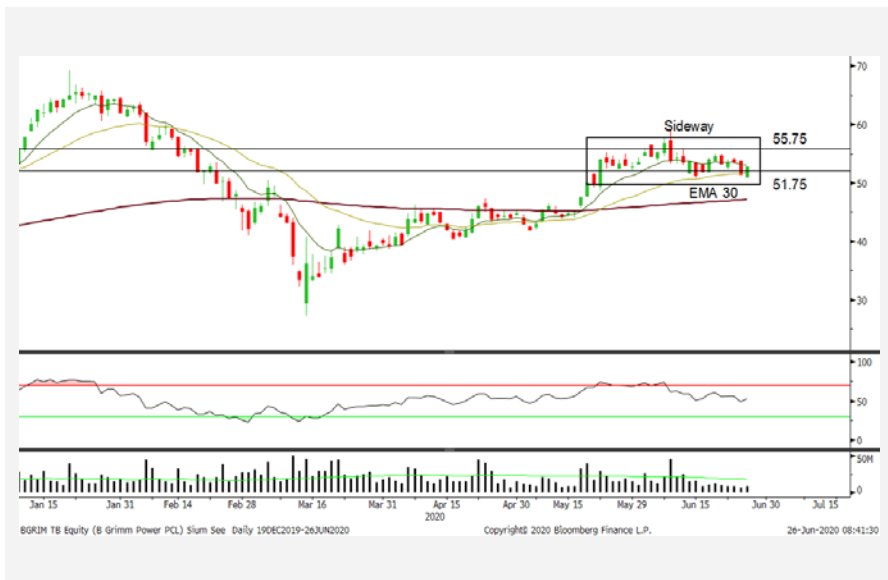 70
Sideway
60
55.75
50
51.75
EMA 30
40
30
100
50
0
50M
0
Jan 15 Jan 31 Feb 14 Feb 28 Mar 16 Mar 31 Apr 15 Apr 30 May 15 May 29 Jun 15 Jun 30 Jul 15
2020
BGRIM TB Equity (B Grimm Power PCL) Sium See Daily 19DEC2019-26JUN2020 Copyright© 2020 Bloomberg Finance L.P. 26-Jun-2020 08:41:30